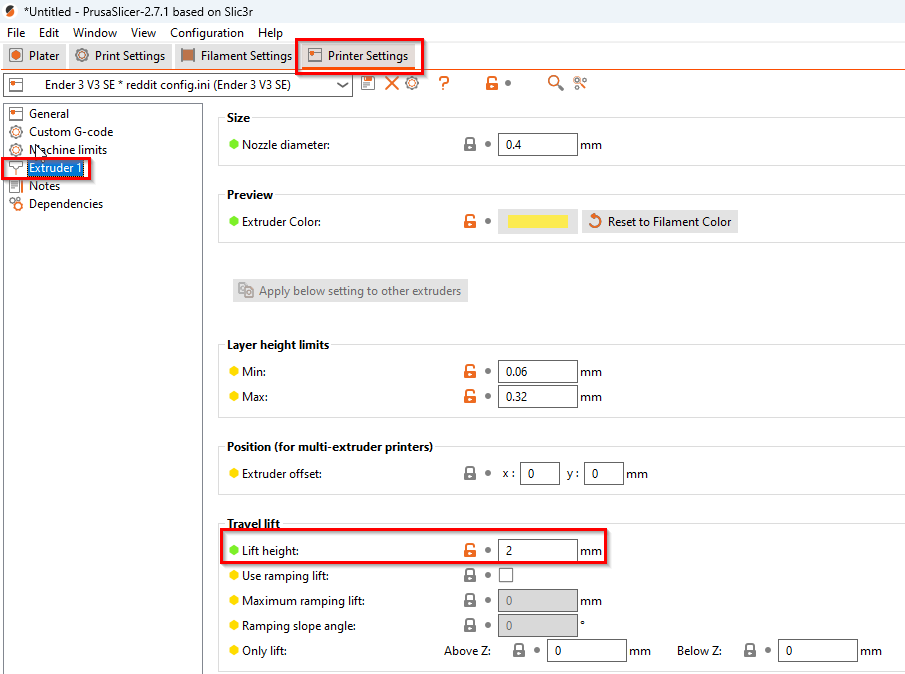 *Untitled - PrusaSlicer-2.7.1 based on Slic3r
File Edit Window View Configuration Help
Plater Print Settings Filament Settings Printer Settings
Ender 3 V3 SE * reddit config.ini (Ender 3 V3 SE)
General
Custom G-code
Machine limits
Extruder 1
Notes
Dependencies
Size
Nozzle diameter: 0.4 mm
Preview
Extruder Color: Reset to Filament Color
Apply below setting to other extruders
Layer height limits
Min: 0.06 mm
Max: 0.32 mm
Position (for multi-extruder printers)
Extruder offset: x : 0 y : 0 mm
Travel lift
Lift height: 2 mm
Use ramping lift:
Maximum ramping lift: 0 mm
Ramping slope angle: 0 °
Only lift: Above Z: 0 mm Below Z: 0 mm